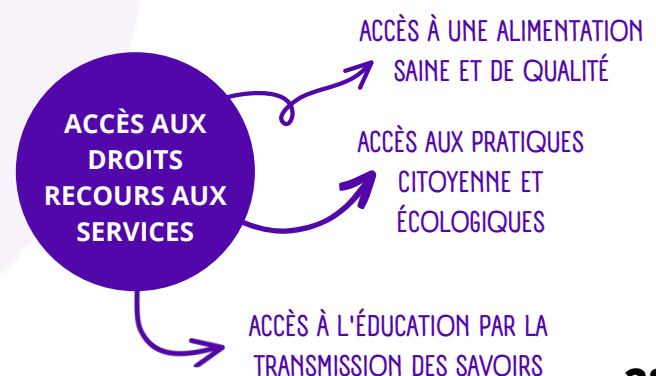 ACCÈS À UNE ALIMENTATION
SAINE ET DE QUALITÉ
ACCÈS AUX
DROITS
RECOURS AUX
SERVICES
ACCÈS AUX PRATIQUES
CITOYENNE ET
ÉCOLOGIQUES
ACCÈS À L'ÉDUCATION PAR LA
TRANSMISSION DES SAVOIRS